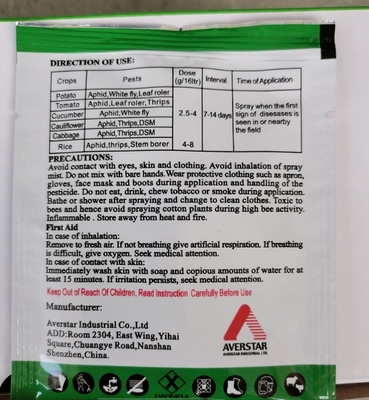 DIRECTION OF USE:
Crops Pests Dose (g/16ltr) Interval Time of Application
Potato Aphid,White fly,Leaf roler
Tomato Aphid,Leaf roler,Thrips
Cucumber Aphid,White fly
Cauliflower Aphid,Thrips,DSM
Cabbag Aphid,Thrips,DSM
2.5-4 7-14 days
Spray when the first
sign of disesases is
seen in or nearby
the field
Rice Aphid,thrips,Stem borer 4-8
PRECAUTIONS:
Avoid contact with eyes, skin and clothing. Avoid inhalation of spray
mist. Do not mix with bare hands.Wear protective clothing such as apron,
gloves, face mask and boots during application and handling of the
pesticide. Do not eat, drink, chew tobacco or smoke during application.
Bathe or shower after spraying and change to clean clothes. Toxic to
bees and hence avoid spraying cotton plants during high bee activity.
Inflammable . Store away from heat and fire.
First Aid
In case of inhalation:
Remove to fresh air. If not breathing give artificial respiration. If breathing
is difficult, give oxygen. Seek medical attention.
In case of contact with skin:
Immediately wash skin with soap and copious amounts of water for at
least 15 minutes. If irritation persists, seek medical attention.
Keep Out of Reach Of Children, Read Instruction Carefully Before Use
Manufacturer:
Averstar Industrial Co.,Ltd
ADD:Room 2304, East Wing,Yihai
Square,Chuangye Road,Nanshan
Shenzhen,China.
AVERSTAR
AVERSTAR INDUSTRIAL LTD.
HARMFUL